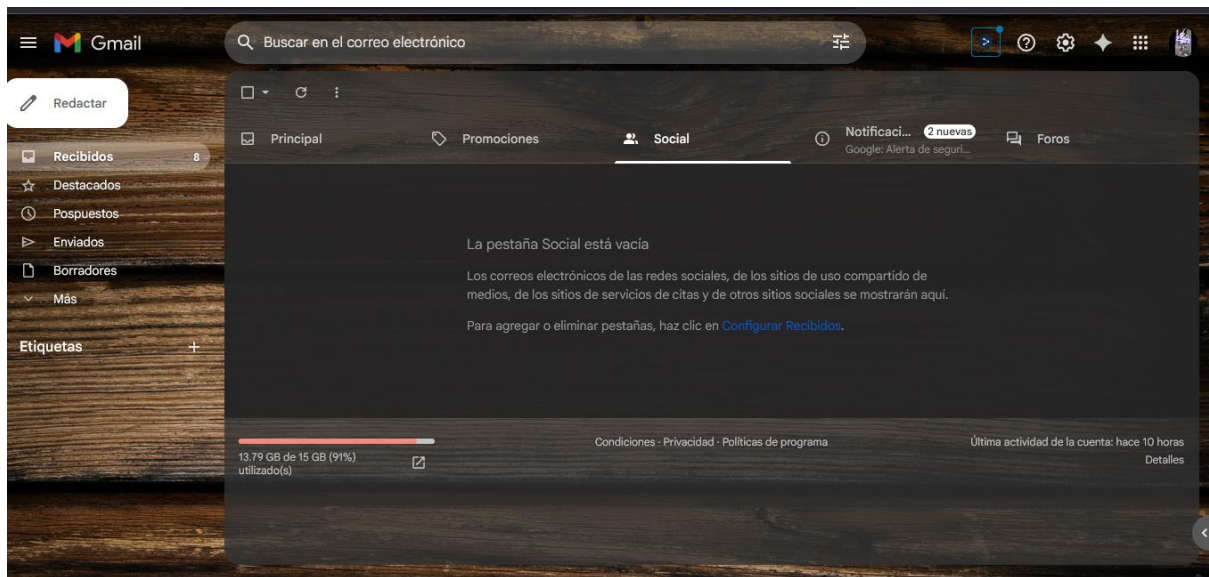 Gmail
Buscar en el correo electrónico
Redactar
Recibidos 8
Destacados
Pospuestos
Enviados
Borradores
Más
Etiquetas
Principal
Promociones
Social
Notificaci... 2 nuevas
Google: Alerta de seguri...
Foros
La pestaña Social está vacía
Los correos electrónicos de las redes sociales, de los sitios de uso compartido de
medios, de los sitios de servicios de citas y de otros sitios sociales se mostrarán aquí.
Para agregar o eliminar pestañas, haz clic en Configurar Recibidos.
13.79 GB de 15 GB (91%)
utilizado(s)
Condiciones · Privacidad · Políticas de programa
Última actividad de la cuenta: hace 10 horas
Detalles